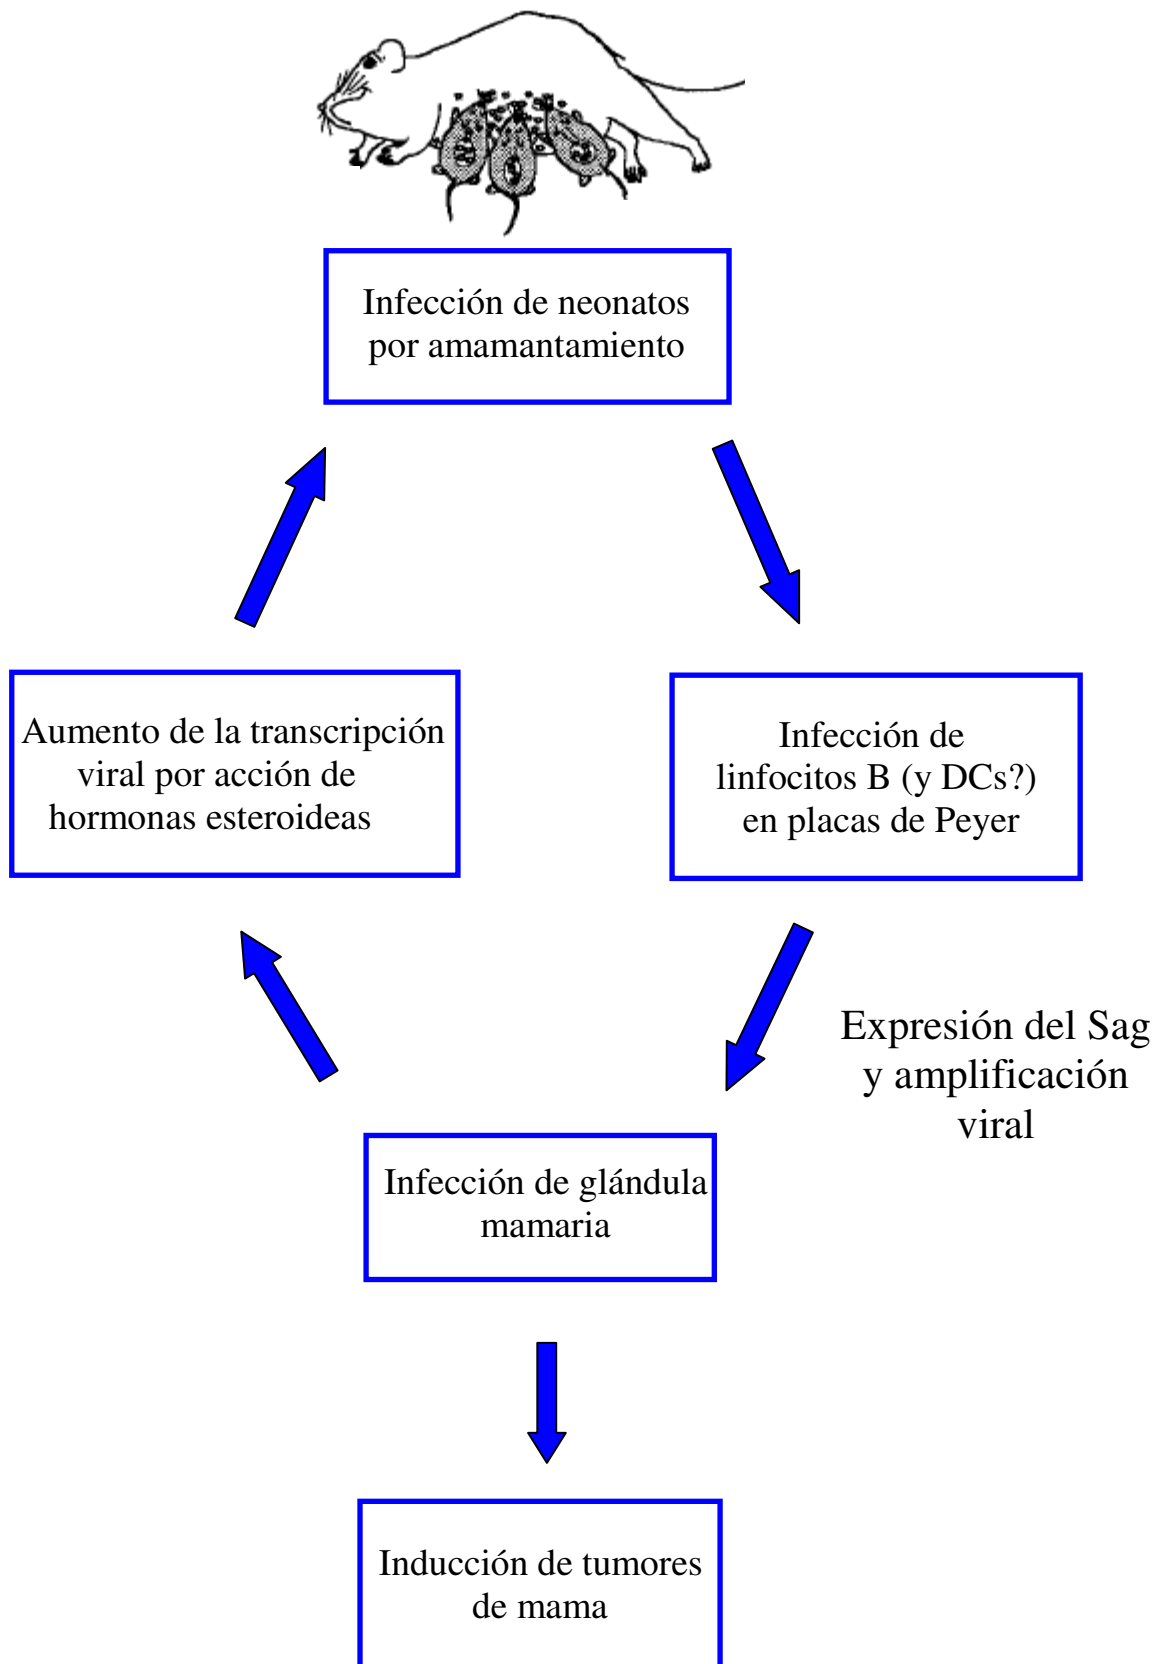 Infección de neonatos
por amamantamiento
Aumento de la transcripción
viral por acción de
hormonas esteroideas
Infección de
linfocitos B (y DCs?)
en placas de Peyer
Expresión del Sag
y amplificación
viral
Infección de glándula
mamaria
Inducción de tumores
de mama